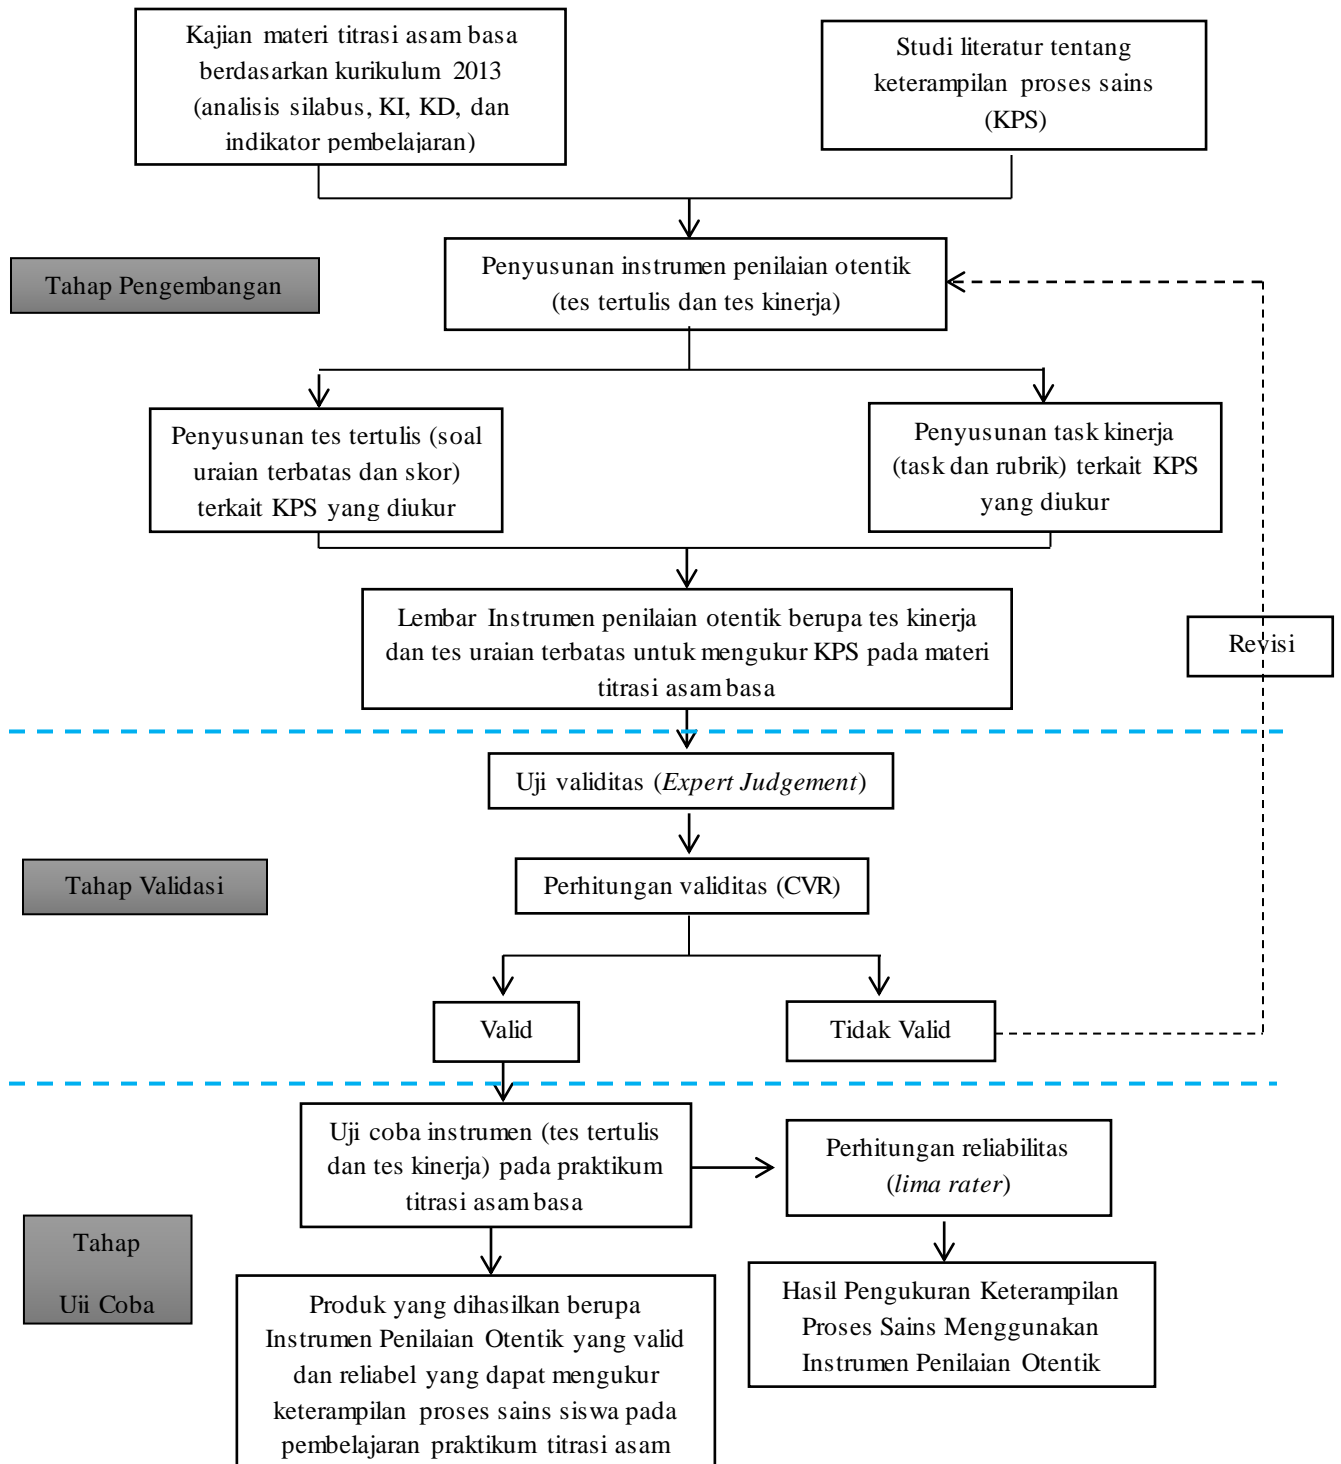 Kajian materi titrasi asam basa
berdasarkan kurikulum 2013
(analisis silabus, KI, KD, dan
indikator pembelajaran)
Studi literatur tentang
keterampilan proses sains
(KPS)
Tahap Pengembangan
Penyusunan instrumen penilaian otentik
(tes tertulis dan tes kinerja)
Penyusunan tes tertulis (soal
uraian terbatas dan skor)
terkait KPS yang diukur
Penyusunan task kinerja
(task dan rubrik) terkait KPS
yang diukur
Lembar Instrumen penilaian otentik berupa tes kinerja
dan tes uraian terbatas untuk mengukur KPS pada materi
titrasi asam basa
Revisi
Uji validitas (Expert Judgement)
Tahap Validasi
Perhitungan validitas (CVR)
Valid
Tidak Valid
Uji coba instrumen (tes tertulis
dan tes kinerja) pada praktikum
titrasi asam basa
Perhitungan reliabilitas
(lima rater)
Tahap
Uji Coba
Produk yang dihasilkan berupa
Instrumen Penilaian Otentik yang valid
dan reliabel yang dapat mengukur
keterampilan proses sains siswa pada
pembelajaran praktikum titrasi asam
Hasil Pengukuran Keterampilan
Proses Sains Menggunakan
Instrumen Penilaian Otentik